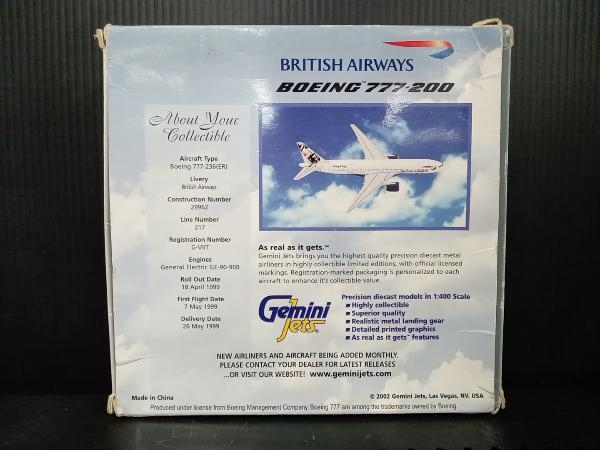 BRITISH AIRWAYS
BOEING™777-200
About Your
Collectible
Aircraft Type
Boeing 777-236(ER)
Livery
British Airways
Construction Number
29962
Line Number
217
Registration Number
G-VIIT
Engines
General Electric GE-90-90B
Roll Out Date
18 April 1999
First Flight Date
7 May 1999
Delivery Date
26 May 1999
As real as it gets.™
Gemini Jets brings you the highest quality precision diecast metal
airliners in highly collectible limited editions, with official licensed
markings. Registration-marked packaging is personalized to each
aircraft to enhance it's collectible value.
Gemini
Jets
Precision diecast models in 1:400 Scale
■ Highly collectible
■ Superior quality
■ Realistic metal landing gear
■ Detailed printed graphics
■ As real as it gets™ features
NEW AIRLINERS AND AIRCRAFT BEING ADDED MONTHLY.
PLEASE CONTACT YOUR DEALER FOR LATEST RELEASES
...OR VISIT OUR WEBSITE! www.geminijets.com
Made in China
© 2002 Gemini Jets, Las Vegas, NV. USA
Produced under license from Boeing Management Company. Boeing 777 are among the trademarks owned by Boeing